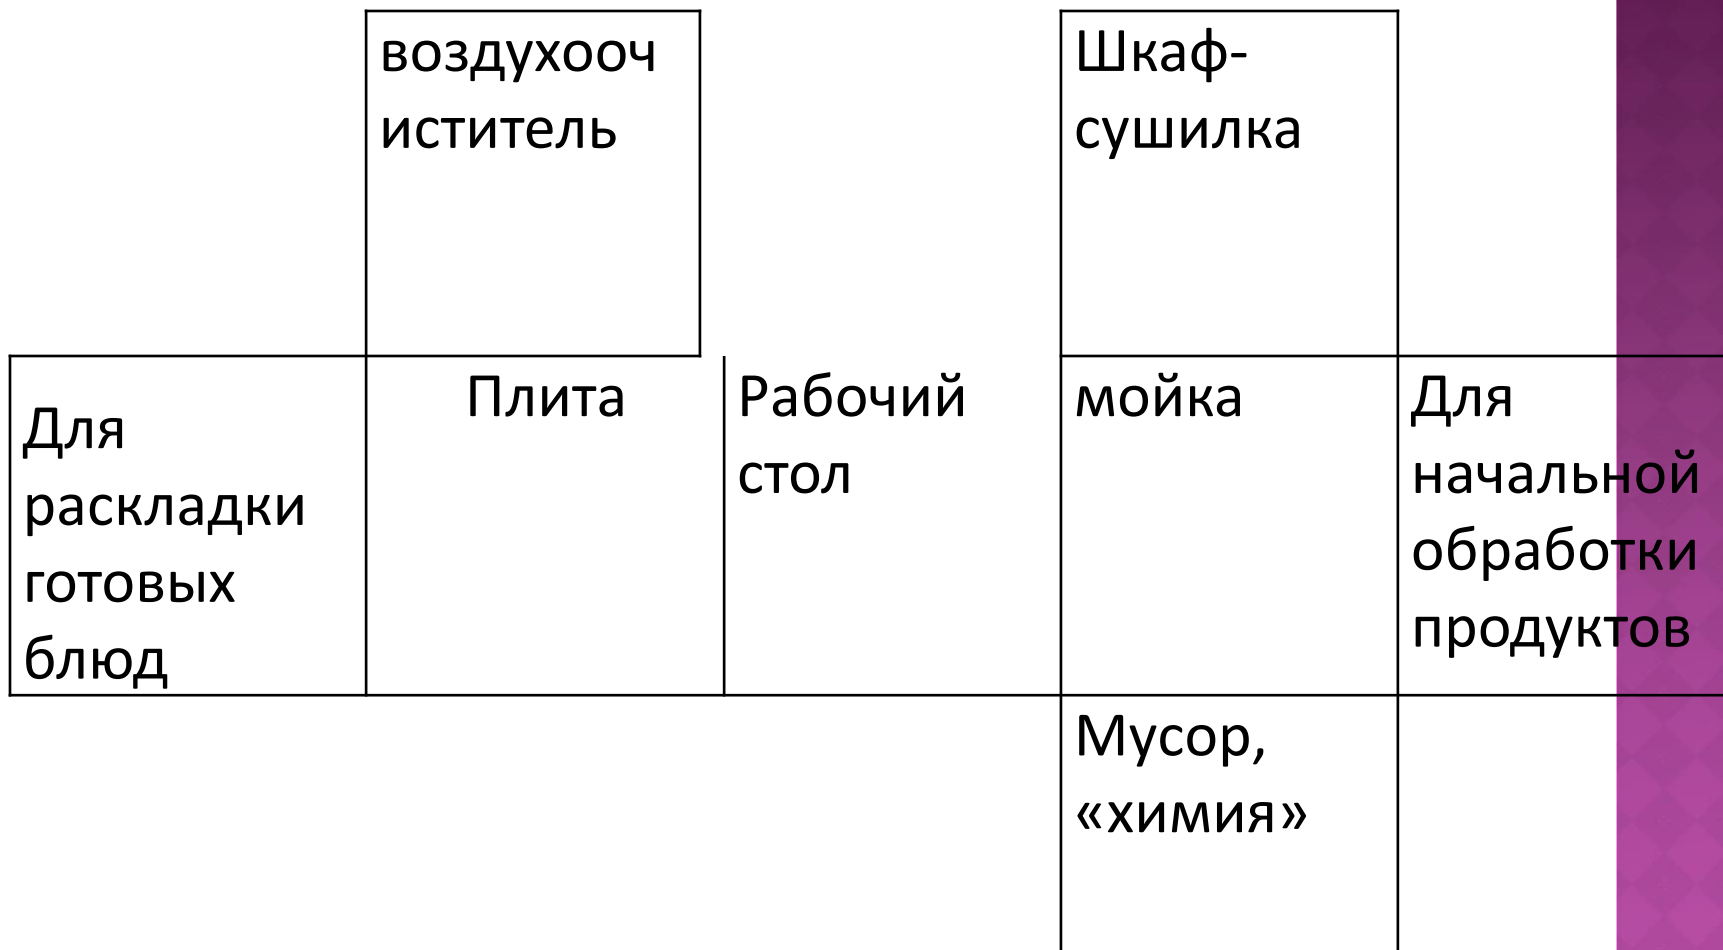 воздухооч
иститель
Шкаф-
сушилка
Для
раскладки
готовых
блюд
Плита
Рабочий
стол
мойка
Для
начальной
обработки
продуктов
Мусор,
«химия»